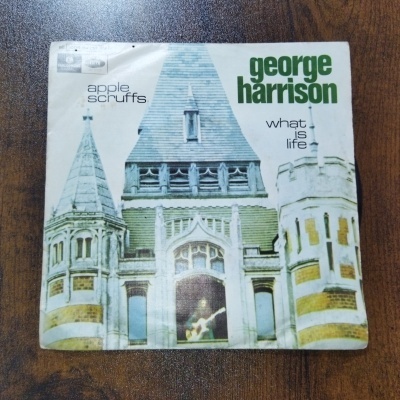 george
harrison
apple
scruffs
what
is
life